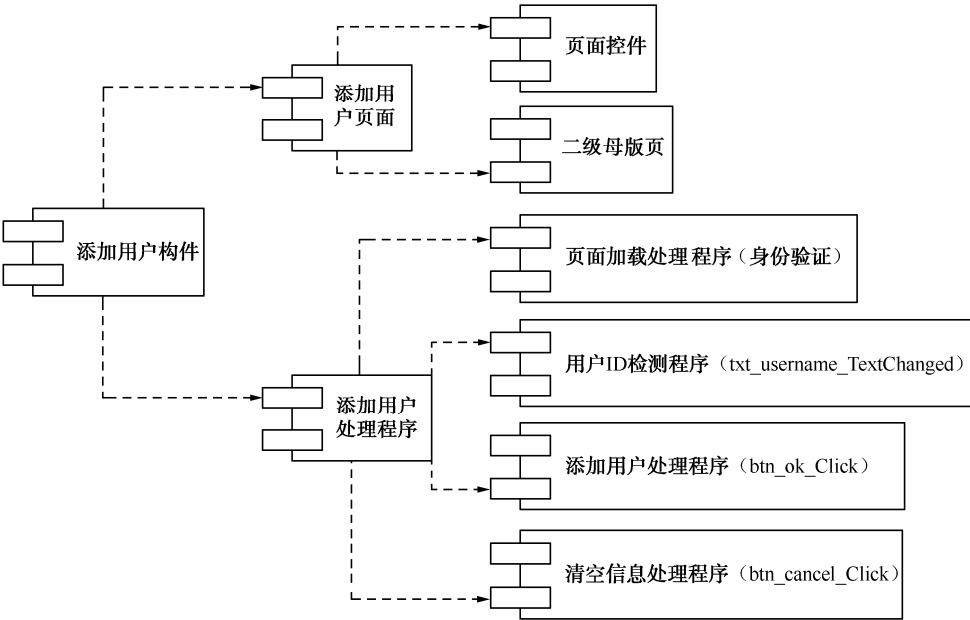 页面控件
添加用
户页面
二级母版页
添加用户构件
页面加载处理程序（身份验证）
用户ID检测程序（txt_username_TextChanged）
添加用户
处理程序
添加用户处理程序（btn_ok_Click）
清空信息处理程序（btn_cancel_Click）